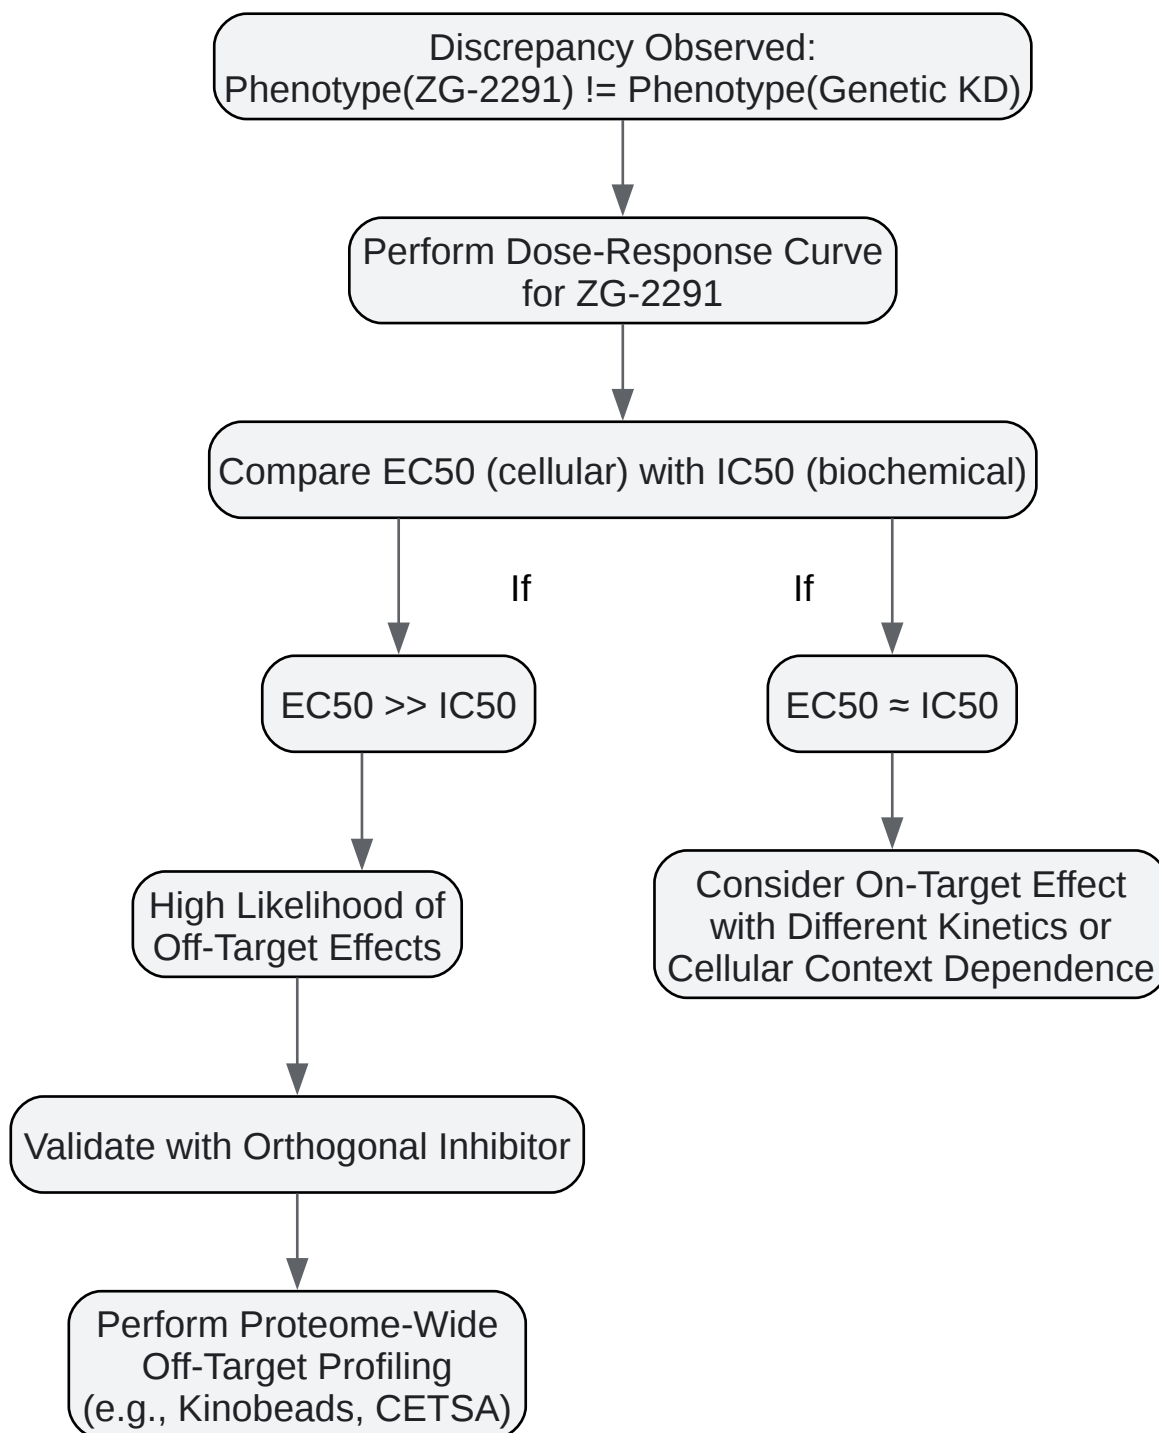 Discrepancy Observed:
Phenotype(ZG-2291) != Phenotype(Genetic KD)
Perform Dose-Response Curve
for ZG-2291
Compare EC50 (cellular) with IC50 (biochemical)
If
If
EC50 >> IC50
EC50 ≈ IC50
High Likelihood of
Off-Target Effects
Consider On-Target Effect
with Different Kinetics or
Cellular Context Dependence
Validate with Orthogonal Inhibitor
Perform Proteome-Wide
Off-Target Profiling
(e.g., Kinobeads, CETSA)